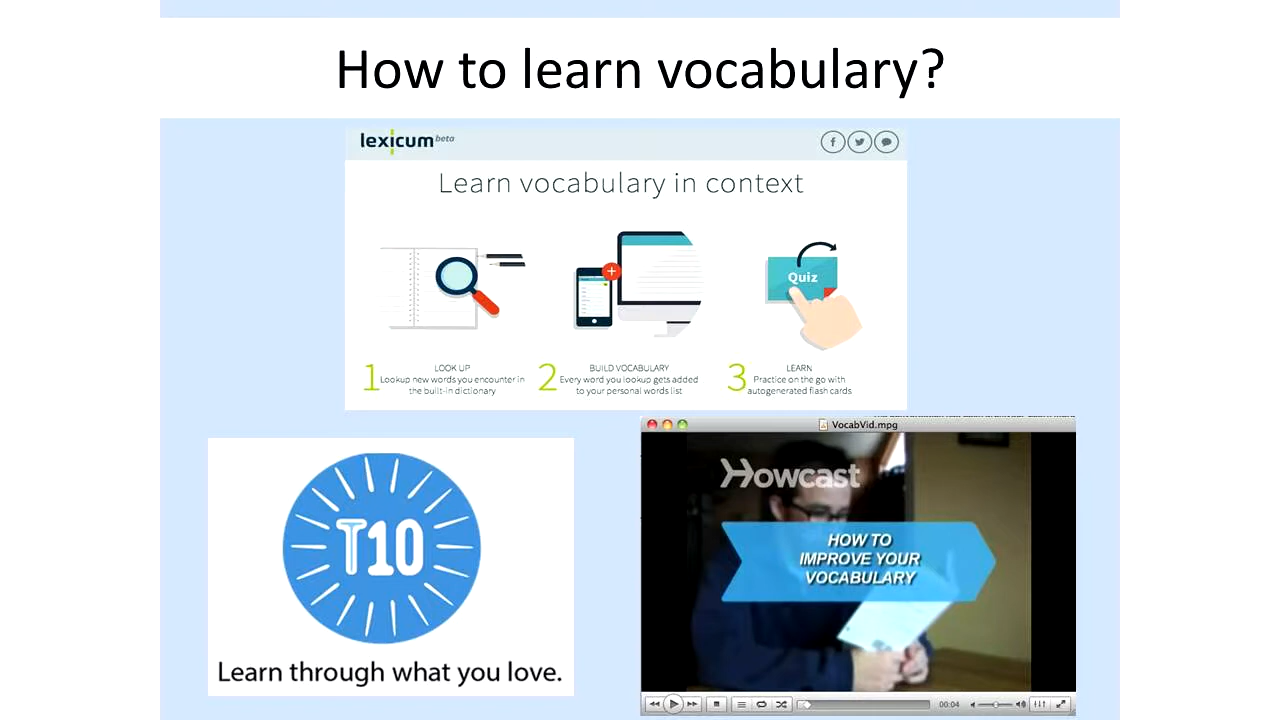 How to learn vocabulary?
lexicum beta
Learn vocabulary in context
Quiz
1
LOOK UP
Lookup new words you encounter in
the built-in dictionary
2
BUILD VOCABULARY
Every word you lookup gets added
to your personal words list
3
LEARN
Practice on the go with
autogenerated flash cards
T10
Learn through what you love.
VocabVid.mpg
Howcast
HOW TO
IMPROVE YOUR
VOCABULARY
00:04